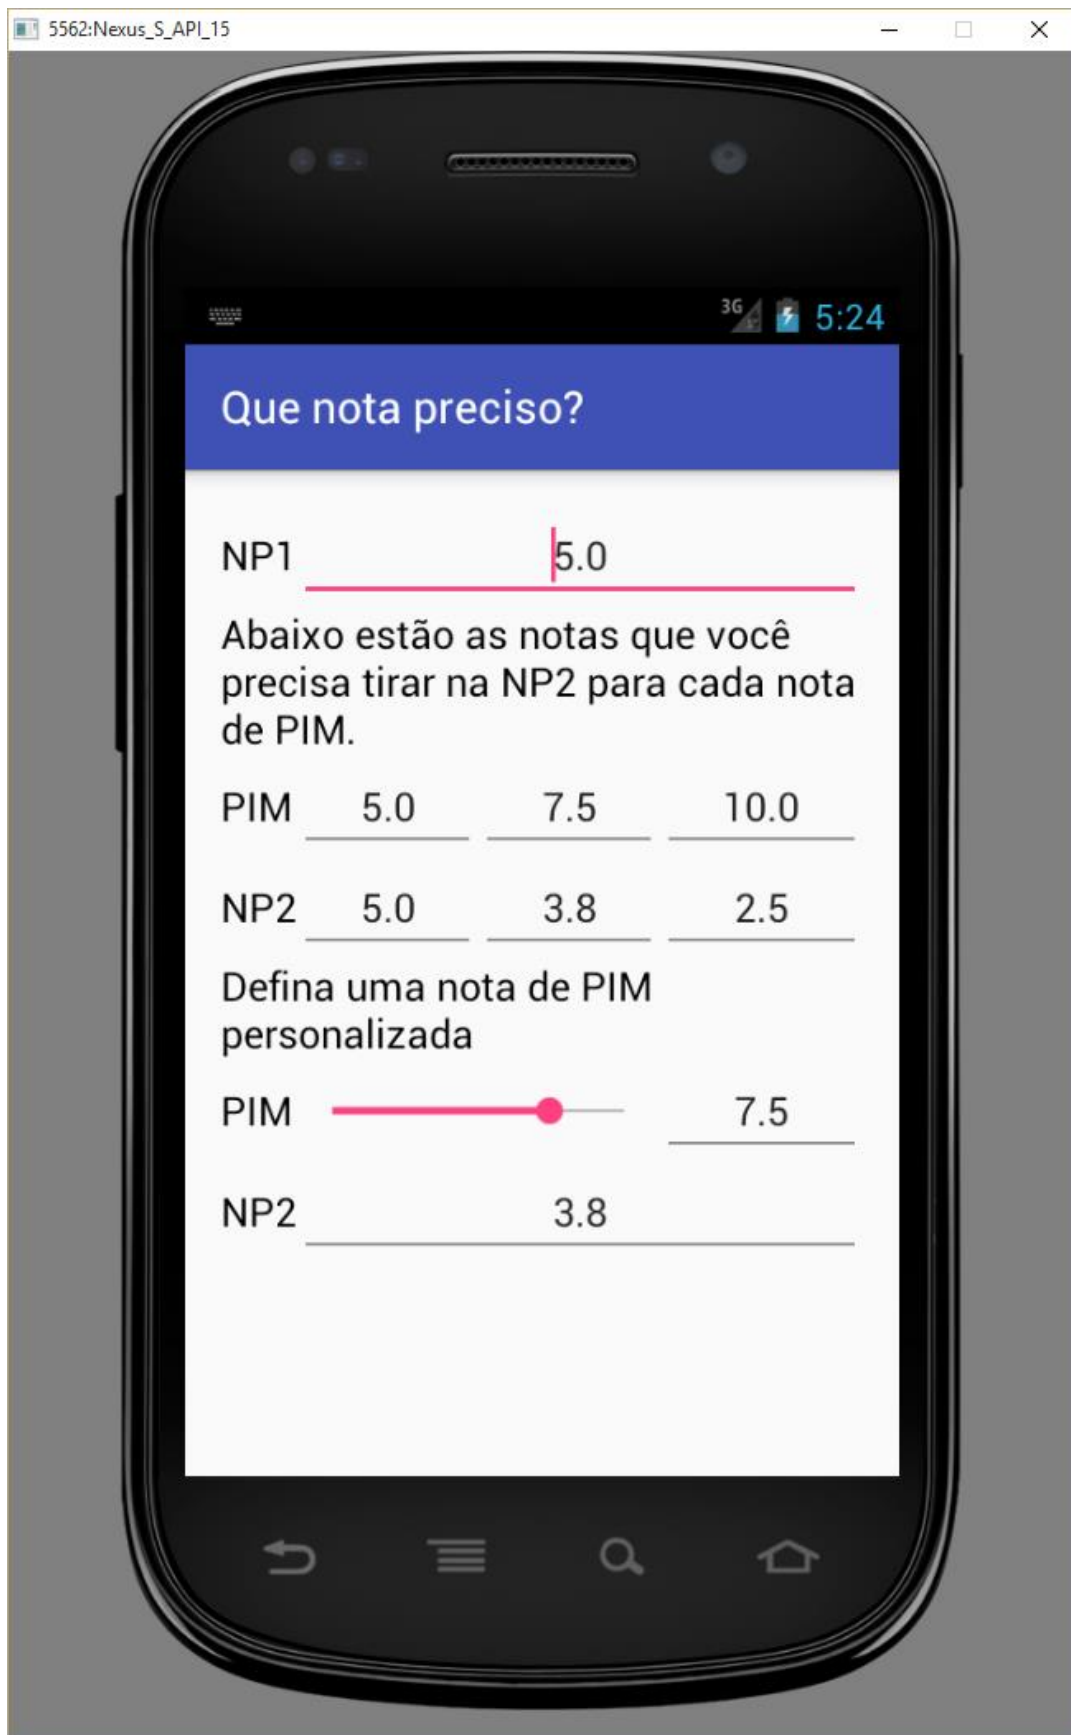 5562:Nexus_S_API_15
3G 5:24
Que nota preciso?
NP1 5.0
Abaixo estão as notas que você
precisa tirar na NP2 para cada nota
de PIM.
PIM 5.0 7.5 10.0
NP2 5.0 3.8 2.5
Defina uma nota de PIM
personalizada
PIM 7.5
NP2 3.8